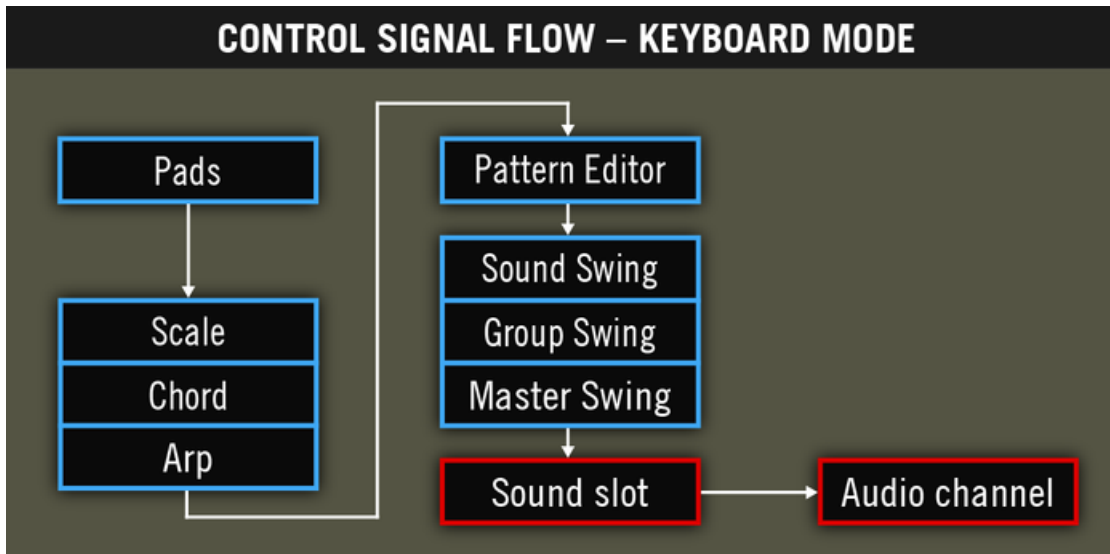 CONTROL SIGNAL FLOW – KEYBOARD MODE
Pads
Scale
Chord
Arp
Pattern Editor
Sound Swing
Group Swing
Master Swing
Sound slot
Audio channel